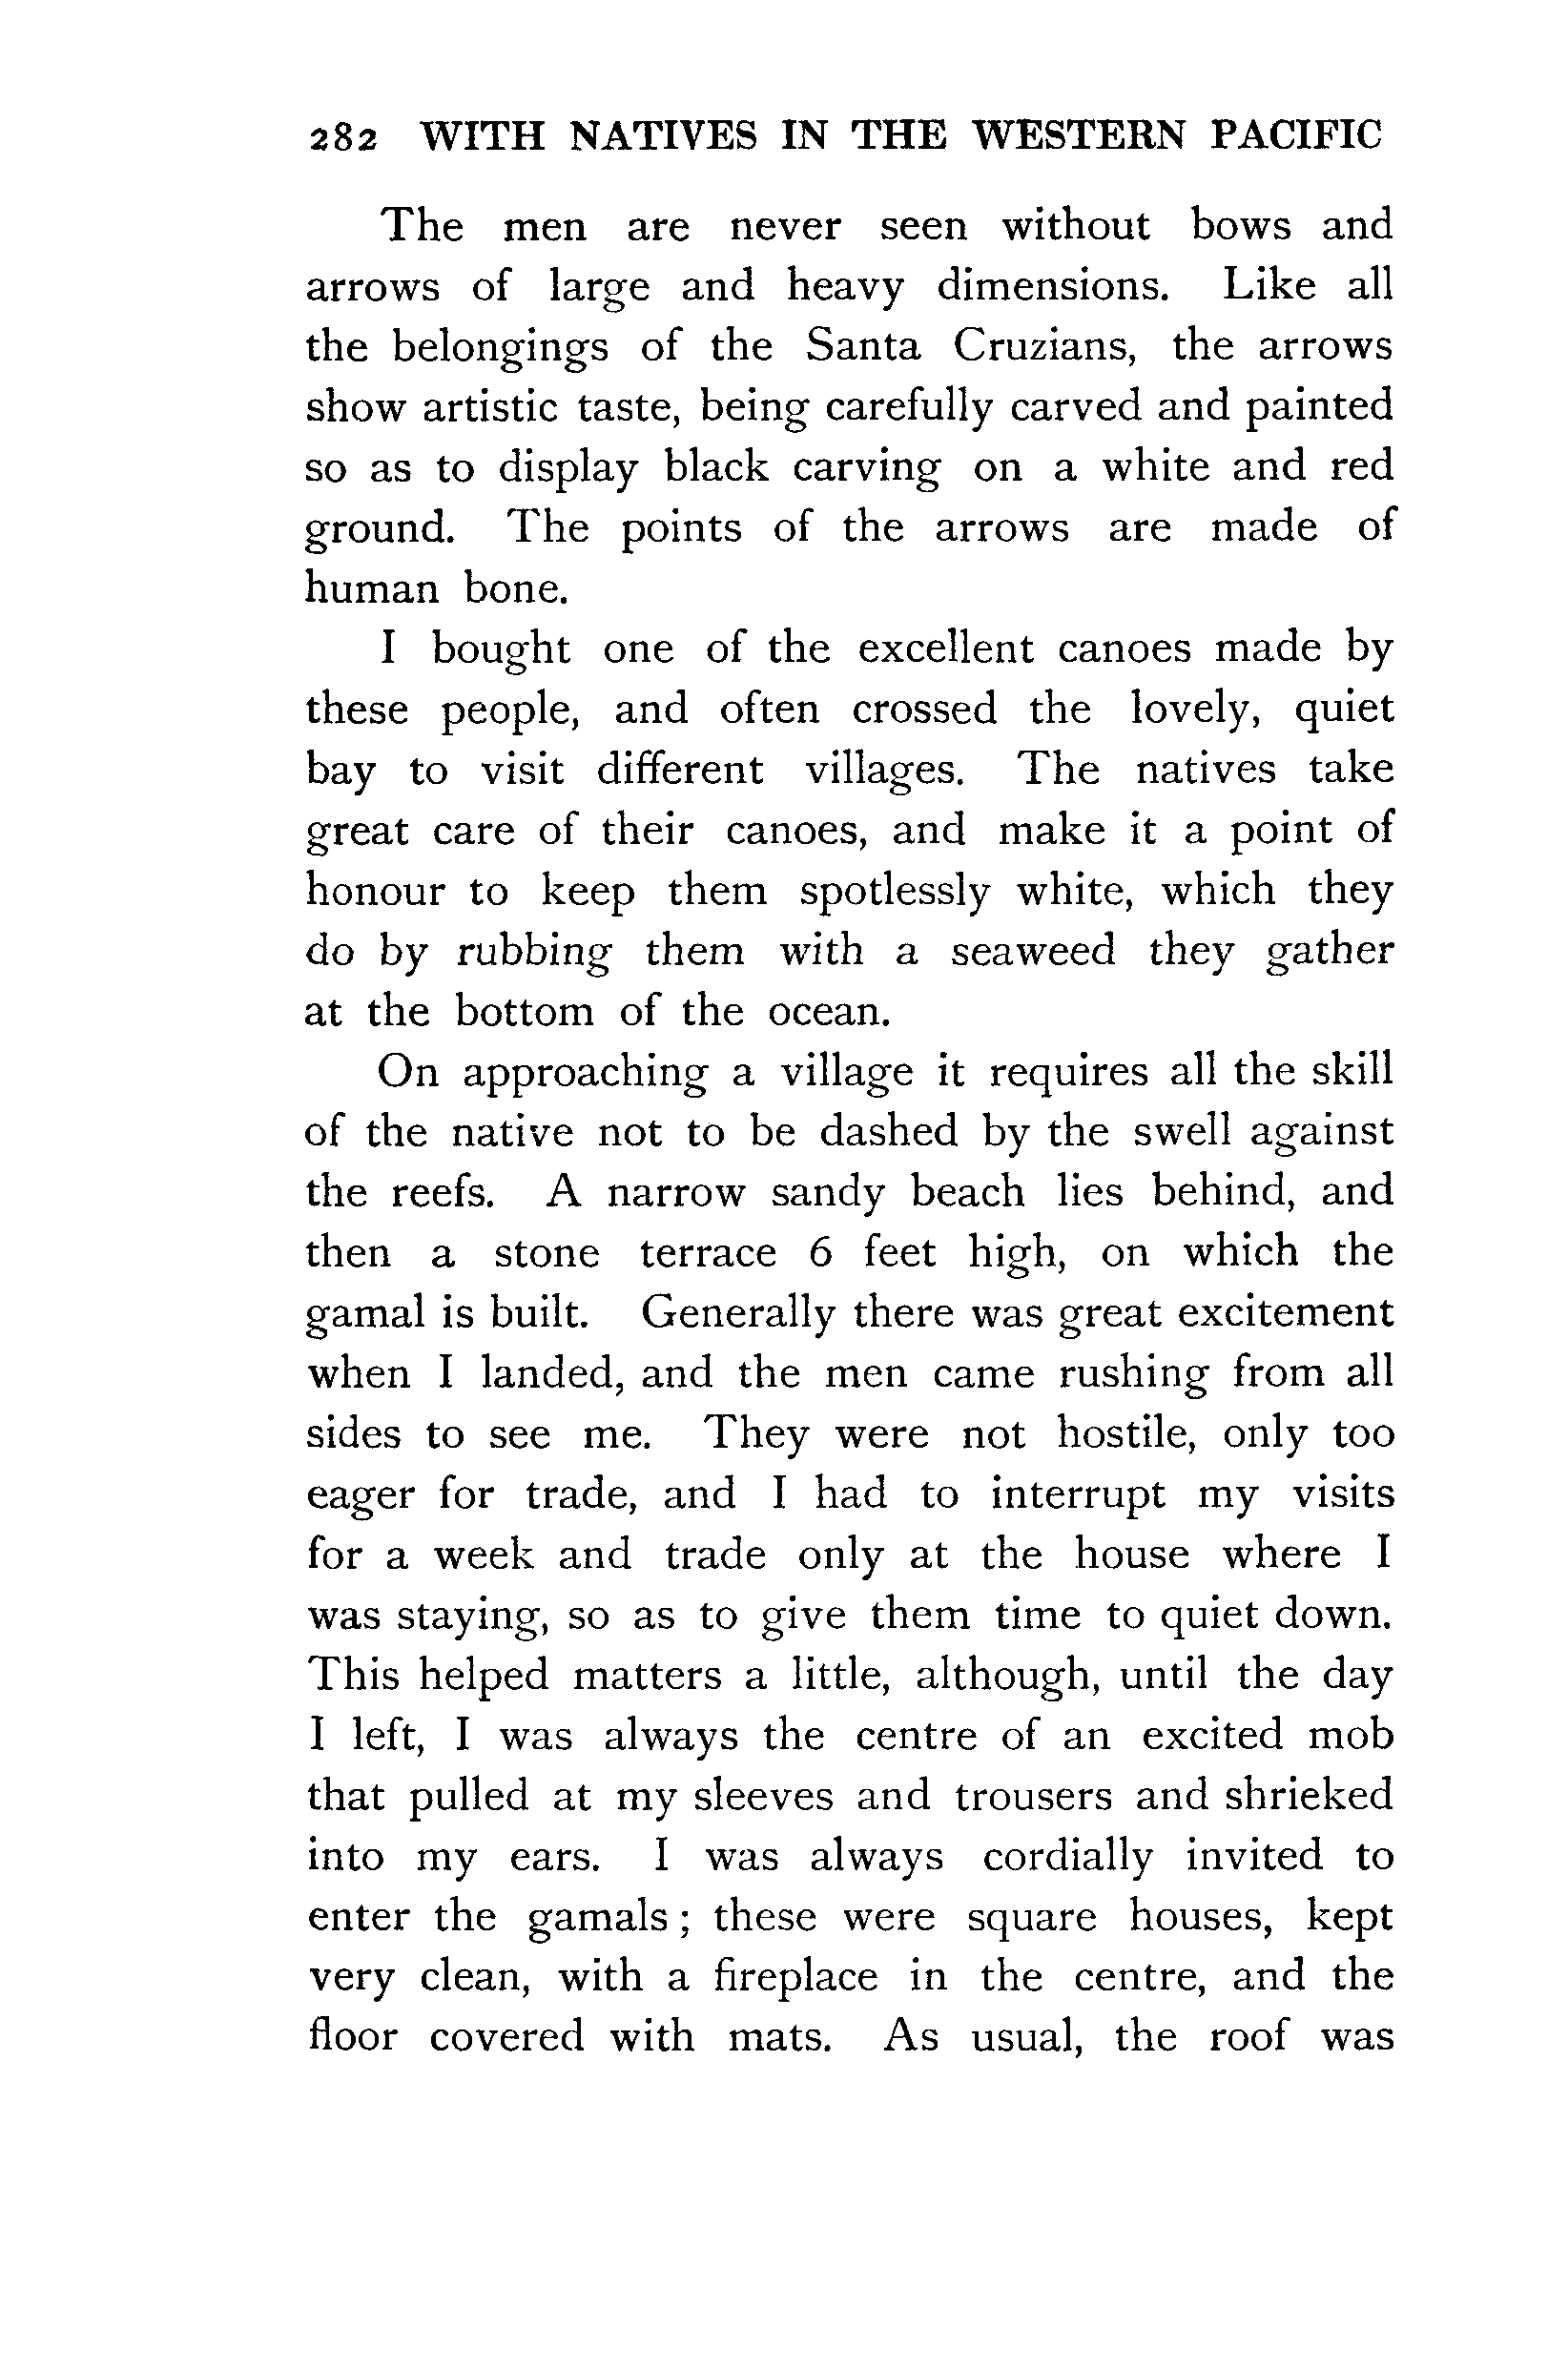 282 WITH NATIVES IN THE WESTERN PACIFIC
The men are never seen without bows and
arrows of large and heavy dimensions. Like all
the belongings of the Santa Cruzians, the arrows
show artistic taste, being carefully carved and painted
so as to display black carving on a white and red
ground. The points of the arrows are made of
human bone.
I bought one of the excellent canoes made by
these people, and often crossed the lovely, quiet
bay to visit different villages. The natives take
great care of their canoes, and make it a point of
honour to keep them spotlessly white, which they
do by rubbing them with a seaweed they gather
at the bottom of the ocean.
On approaching a village it requires all the skill
of the native not to be dashed by the swell against
the reefs. A narrow sandy beach lies behind, and
then a stone terrace 6 feet high, on which the
gamal is built. Generally there was great excitement
when I landed, and the men came rushing from all
sides to see me. They were not hostile, only too
eager for trade, and I had to interrupt my visits
for a week and trade only at the house where I
was staying, so as to give them time to quiet down.
This helped matters a little, although, until the day
I left, I was always the centre of an excited mob
that pulled at my sleeves and trousers and shrieked
into my ears. I was always cordially invited to
enter the gamals; these were square houses, kept
very clean, with a fireplace in the centre, and the
floor covered with mats. As usual, the roof was